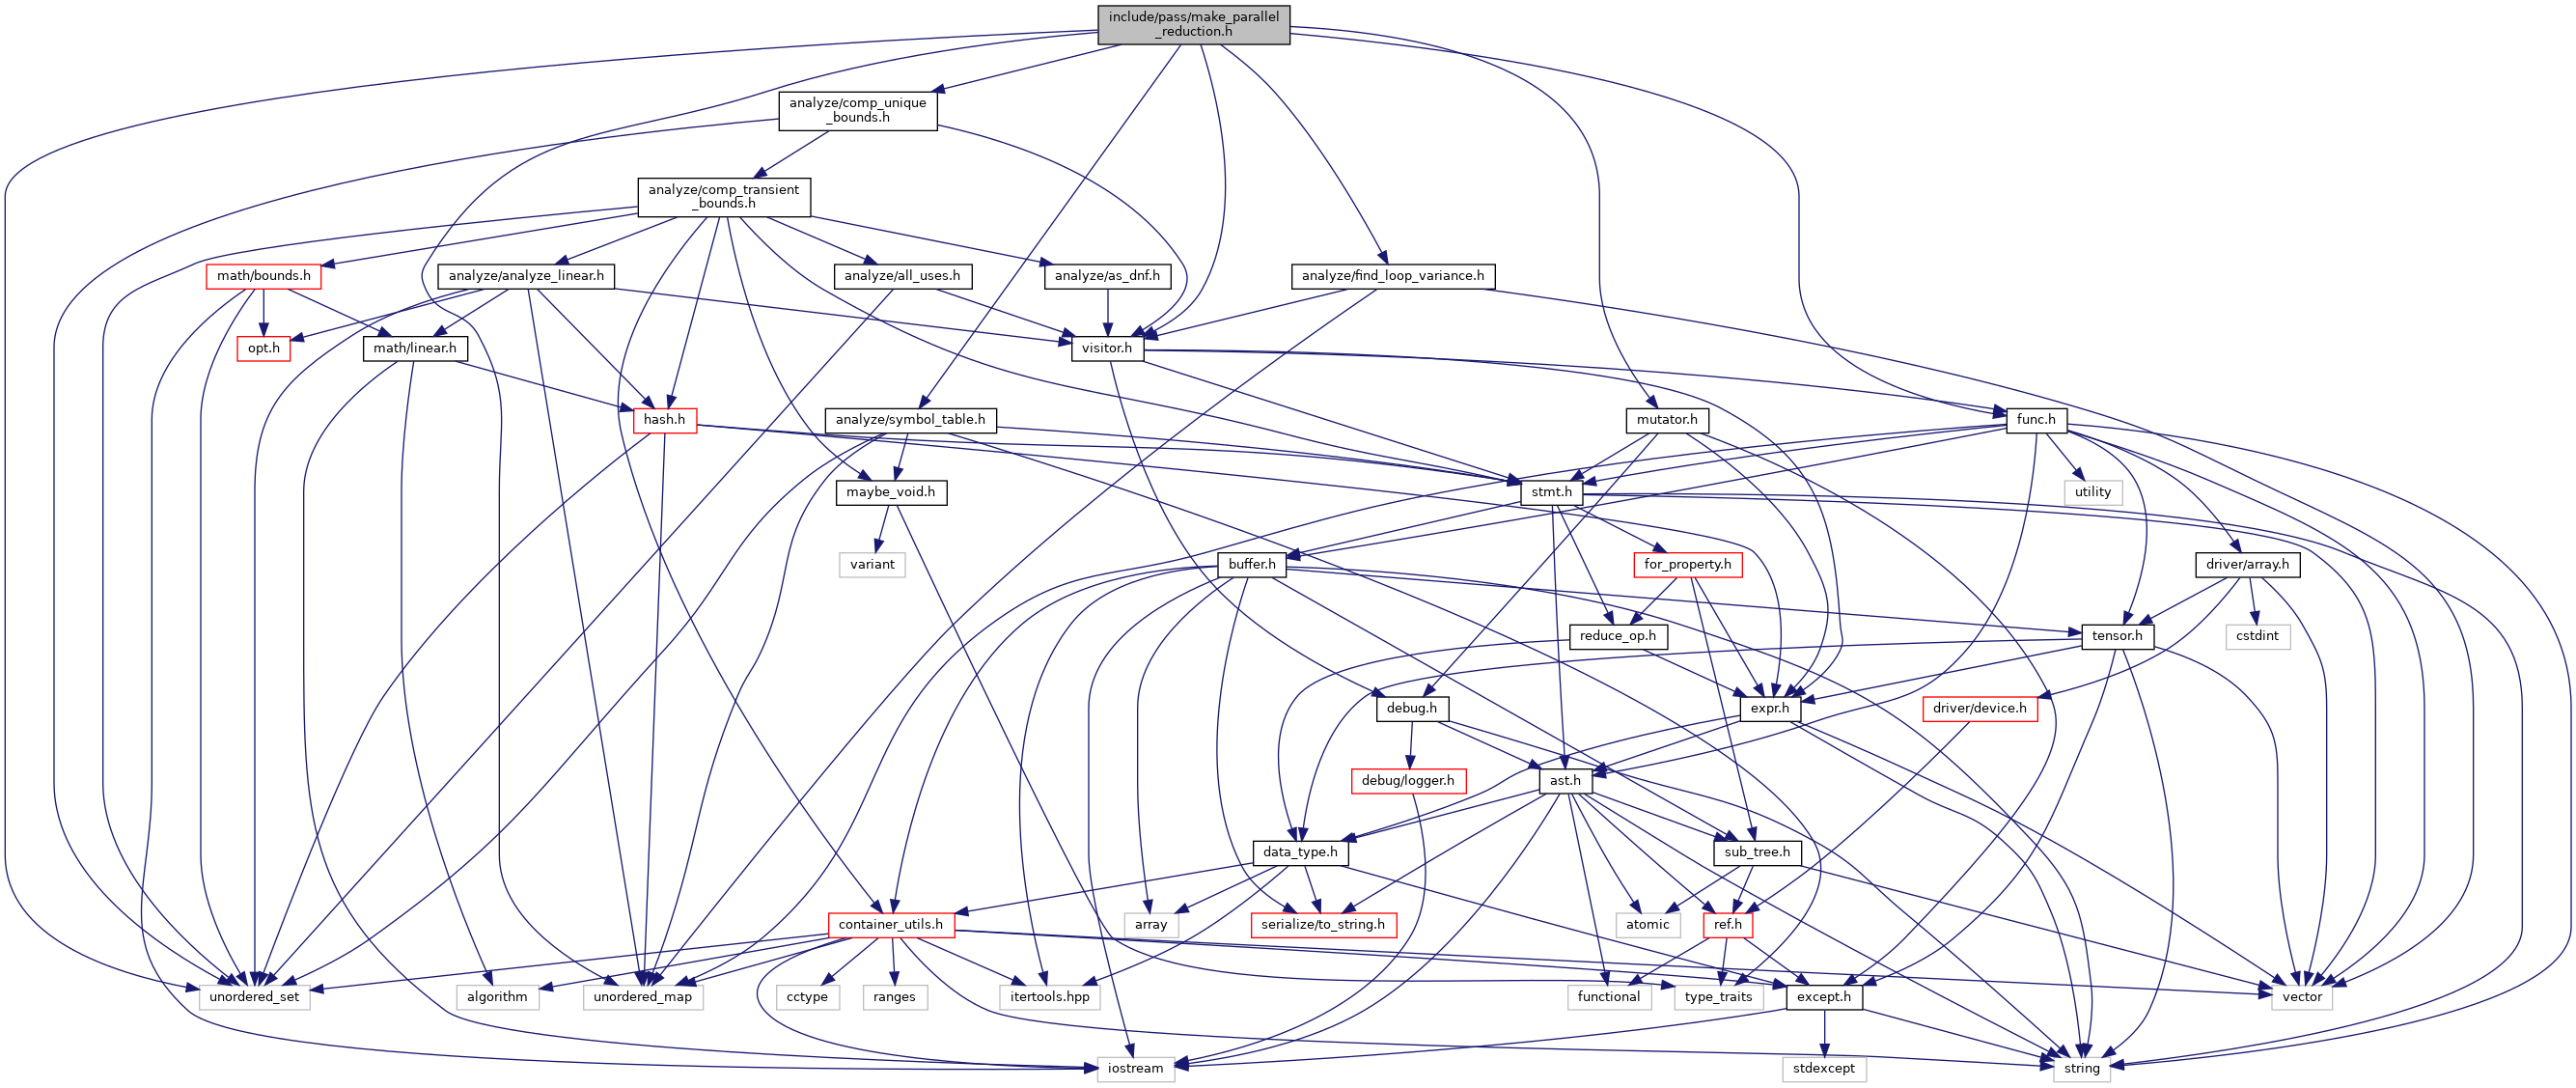 include/pass/make_parallel
_reduction.h
analyze/comp_unique
_bounds.h
analyze/comp_transient
_bounds.h
math/bounds.h
analyze/analyze_linear.h
analyze/all_uses.h
analyze/as_dnf.h
analyze/find_loop_variance.h
opt.h
math/linear.h
visitor.h
hash.h
analyze/symbol_table.h
mutator.h
func.h
maybe_void.h
stmt.h
utility
variant
buffer.h
for_property.h
driver/array.h
reduce_op.h
tensor.h
cstdint
debug.h
expr.h
driver/device.h
debug/logger.h
ast.h
data_type.h
sub_tree.h
container_utils.h
array
serialize/to_string.h
atomic
ref.h
unordered_set
algorithm
unordered_map
cctype
ranges
itertools.hpp
functional
type_traits
except.h
vector
iostream
stdexcept
string